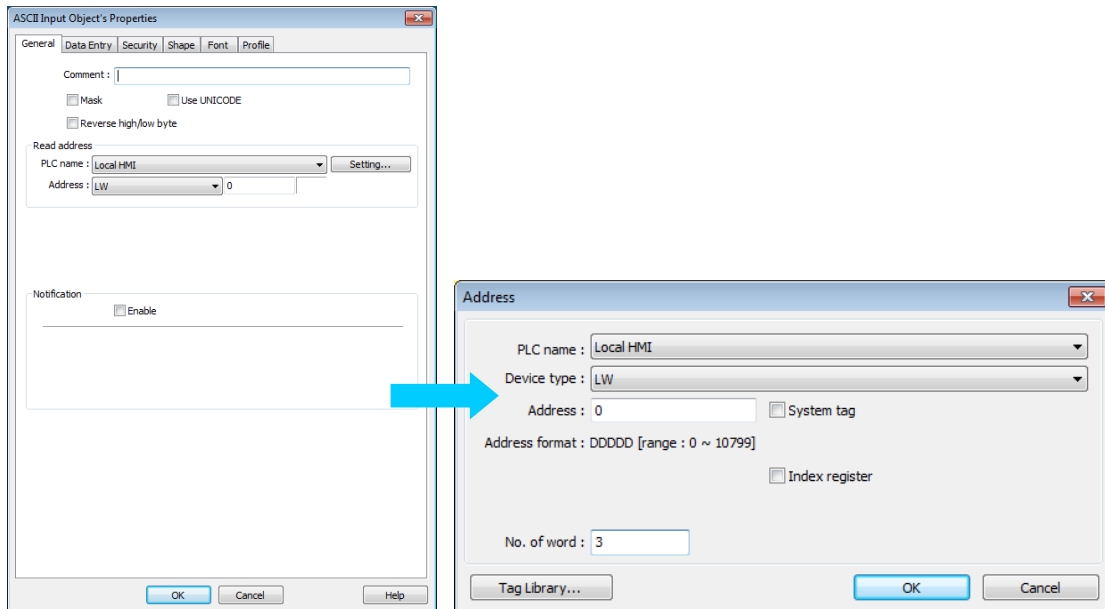 ASCII Input Object's Properties
General Data Entry Security Shape Font Profile
Comment :
Mask Use UNICODE
Reverse high/low byte
Read address
PLC name : Local HMI Setting...
Address : LW 0
Notification
Enable
OK Cancel Help
Address
PLC name : Local HMI
Device type : LW
Address : 0 System tag
Address format : DDDDD [range : 0 ~ 10799]
Index register
No. of word : 3
Tag Library... OK Cancel